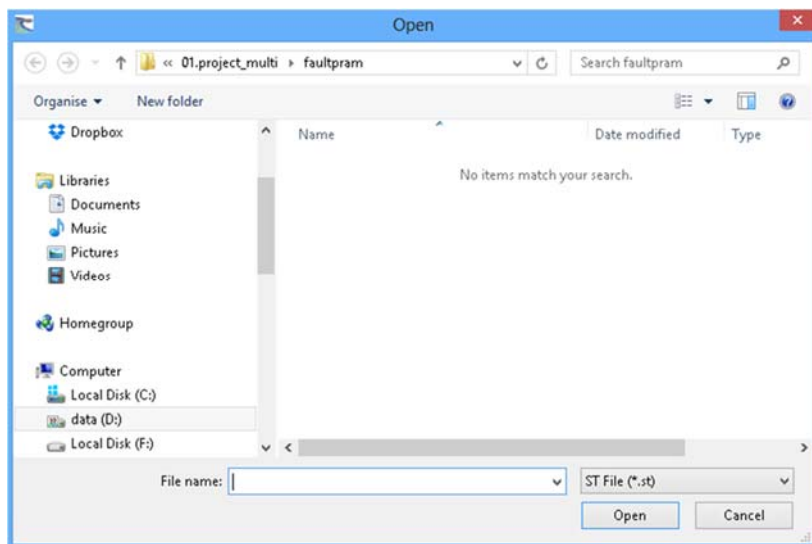 Open
« 01.project_multi faultpram Search faultpram
Organise New folder
Dropbox
Libraries
Documents
Music
Pictures
Videos
Homegroup
Computer
Local Disk (C:)
data (D:)
Local Disk (F:)
Name Date modified Type
No items match your search.
File name: ST File (*.st)
Open Cancel